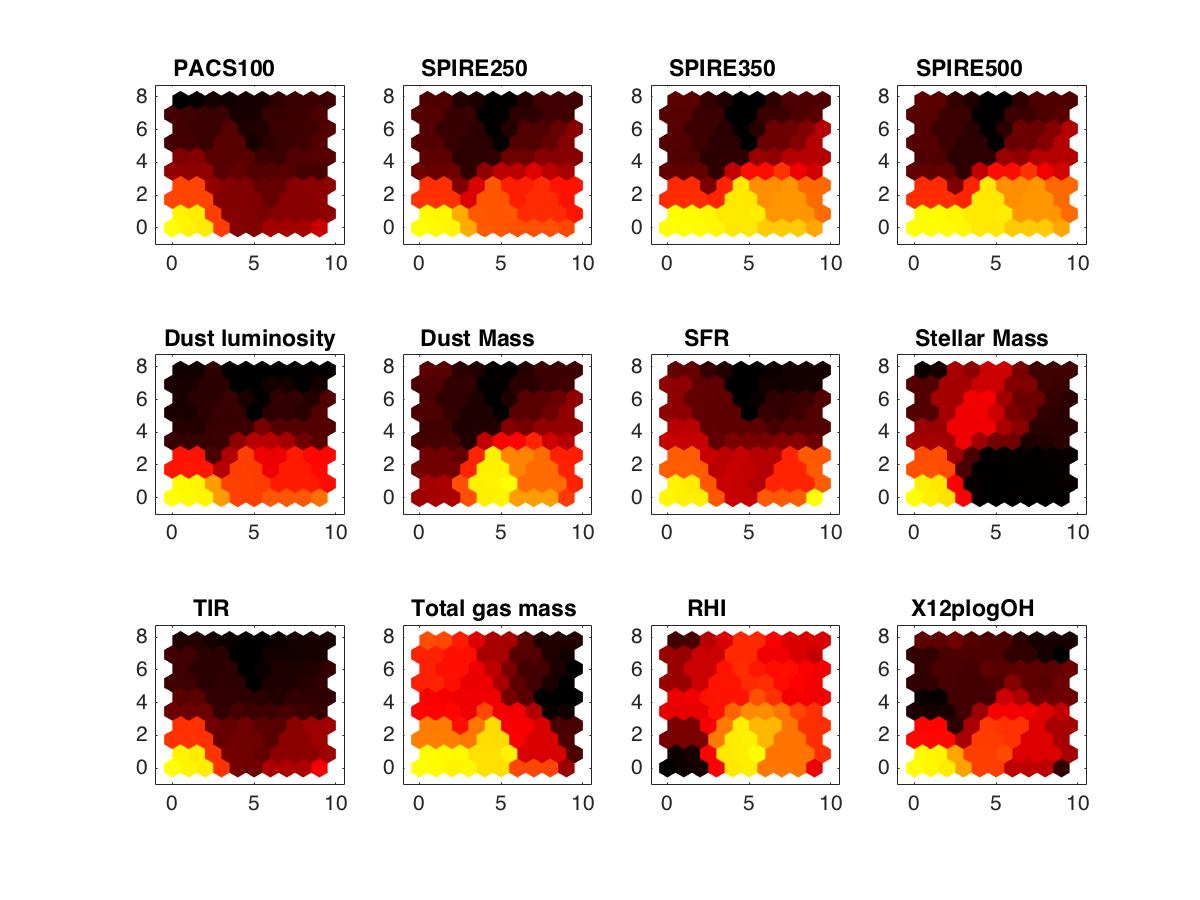 PACS100 SPIRE250 SPIRE350 SPIRE500
8 8 8 8
6 6 6 6
4 4 4 4
2 2 2 2
0 0 0 0
0 5 10 0 5 10 0 5 10 0 5 10
Dust luminosity Dust Mass SFR Stellar Mass
8 8 8 8
6 6 6 6
4 4 4 4
2 2 2 2
0 0 0 0
0 5 10 0 5 10 0 5 10 0 5 10
TIR Total gas mass RHI X12plogOH
8 8 8 8
6 6 6 6
4 4 4 4
2 2 2 2
0 0 0 0
0 5 10 0 5 10 0 5 10 0 5 10